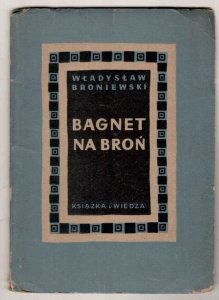 WŁADYSŁAW
BRONIEWSKI
BAGNET
NA BROŃ
KSIĄŻKA i WIEDZA